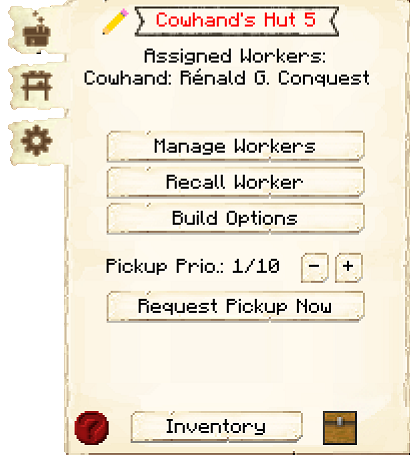 Cowhand's Hut 5
Assigned Workers:
Cowhand: Rénald G. Conquest
Manage Workers
Recall Worker
Build Options
Pickup Prio.: 1/10 - +
Request Pickup Now
?
Inventory